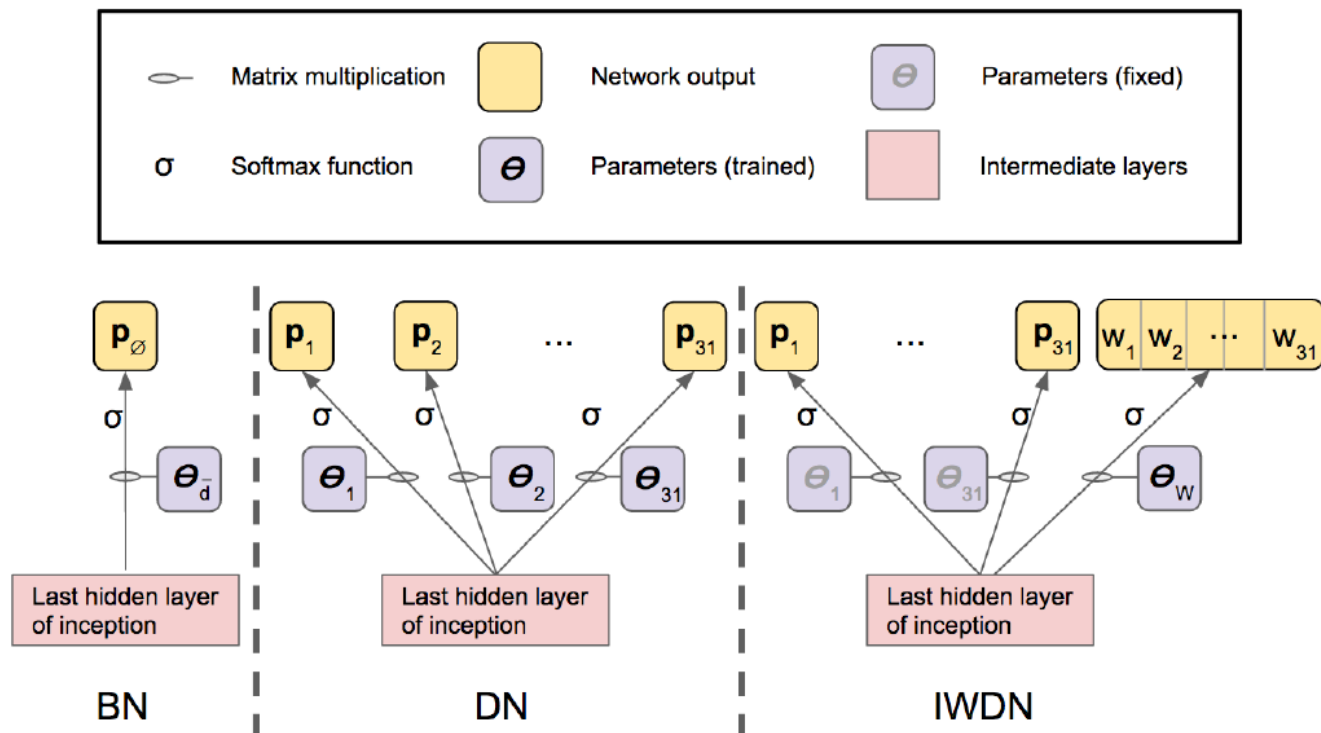 Matrix multiplication
Network output
ϴ
Parameters (fixed)
σ
Softmax function
ϴ
Parameters (trained)
Intermediate layers
p∅
p1
p2
...
p31
p1
...
p31
w1 w2 ... w31
σ
σ
σ
σ
σ
σ
σ
ϴd̄
ϴ1
ϴ2
ϴ31
ϴ1
ϴ31
ϴW
Last hidden layer
of inception
Last hidden layer
of inception
Last hidden layer
of inception
BN
DN
IWDN